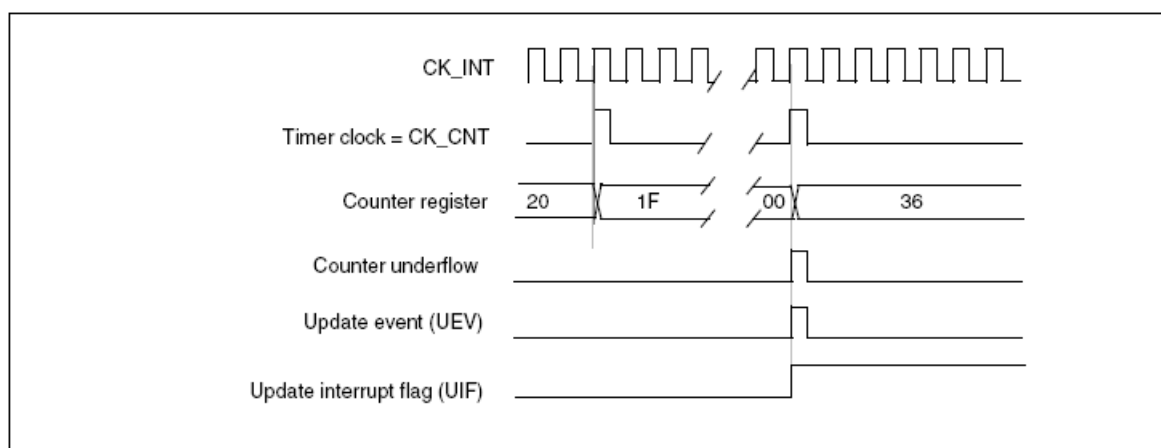 CK_INT
Timer clock = CK_CNT
Counter register 20 1F 00 36
Counter underflow
Update event (UEV)
Update interrupt flag (UIF)